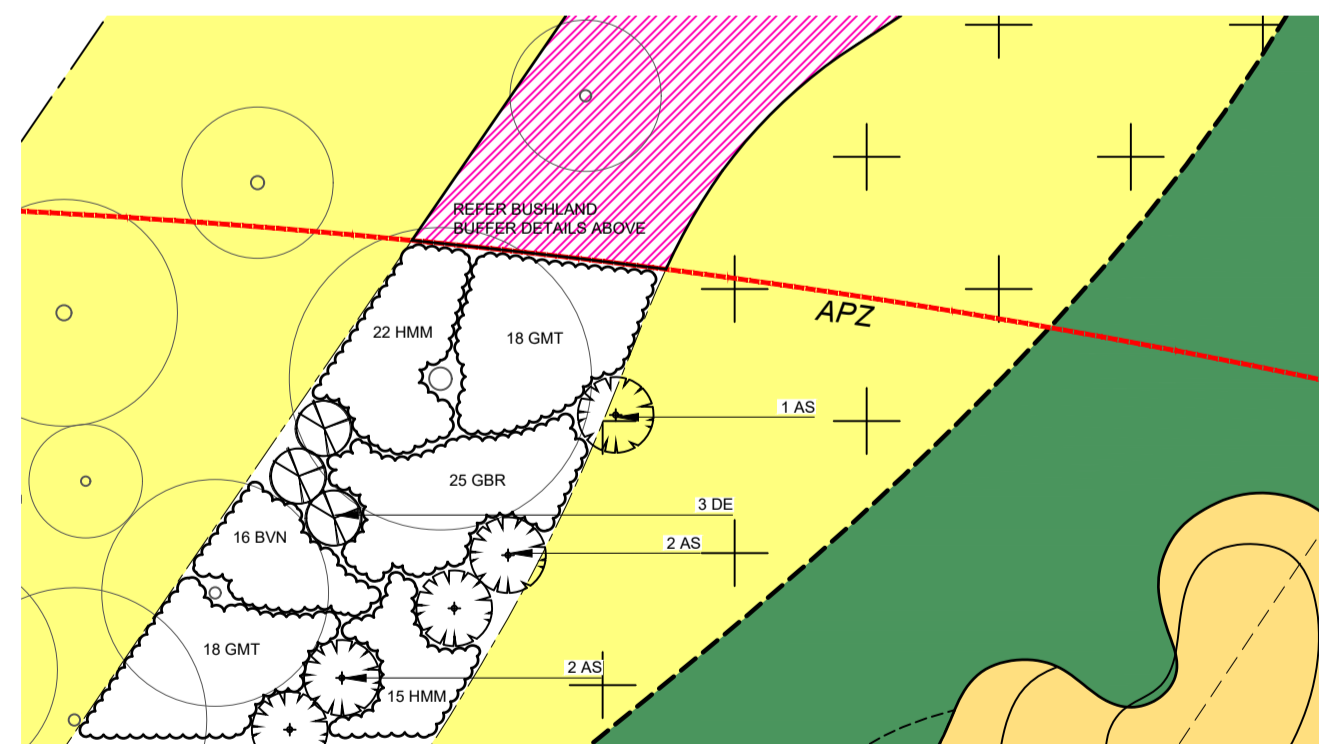 REFER BUSHLAND
BUFFER DETAILS ABOVE
APZ
22 HMM
18 GMT
1 AS
25 GBR
3 DE
16 BVN
2 AS
18 GMT
2 AS
15 HMM